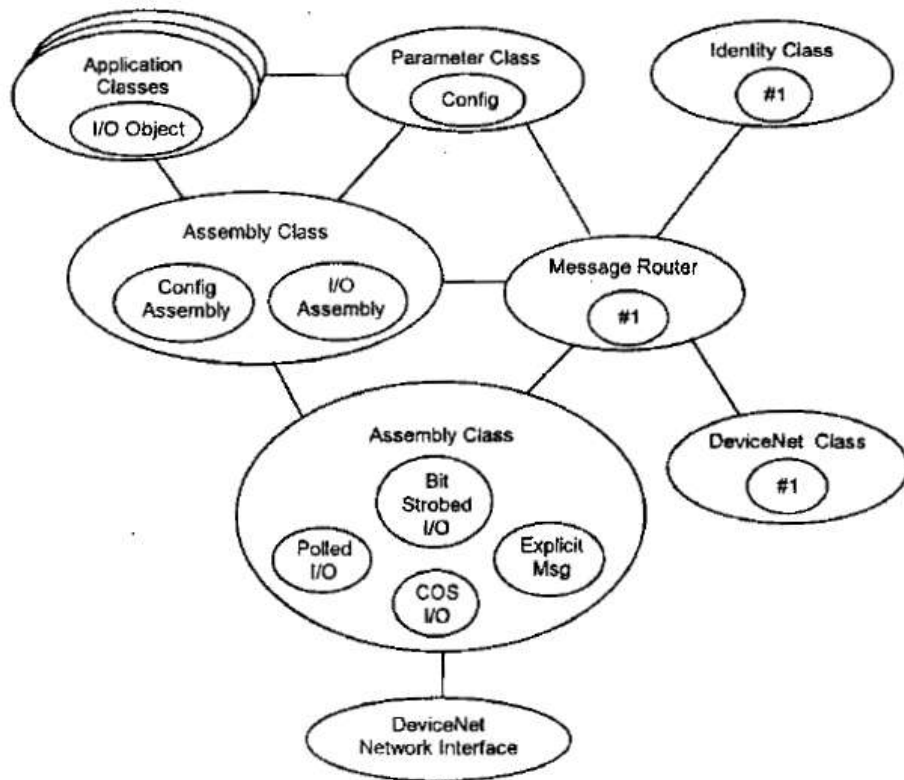 Application
Classes
I/O Object
Parameter Class
Config
Identity Class
#1
Assembly Class
Config
Assembly
I/O
Assembly
Message Router
#1
Assembly Class
Bit
Strobed
I/O
Polled
I/O
Explicit
Msg
COS
I/O
DeviceNet Class
#1
DeviceNet
Network Interface